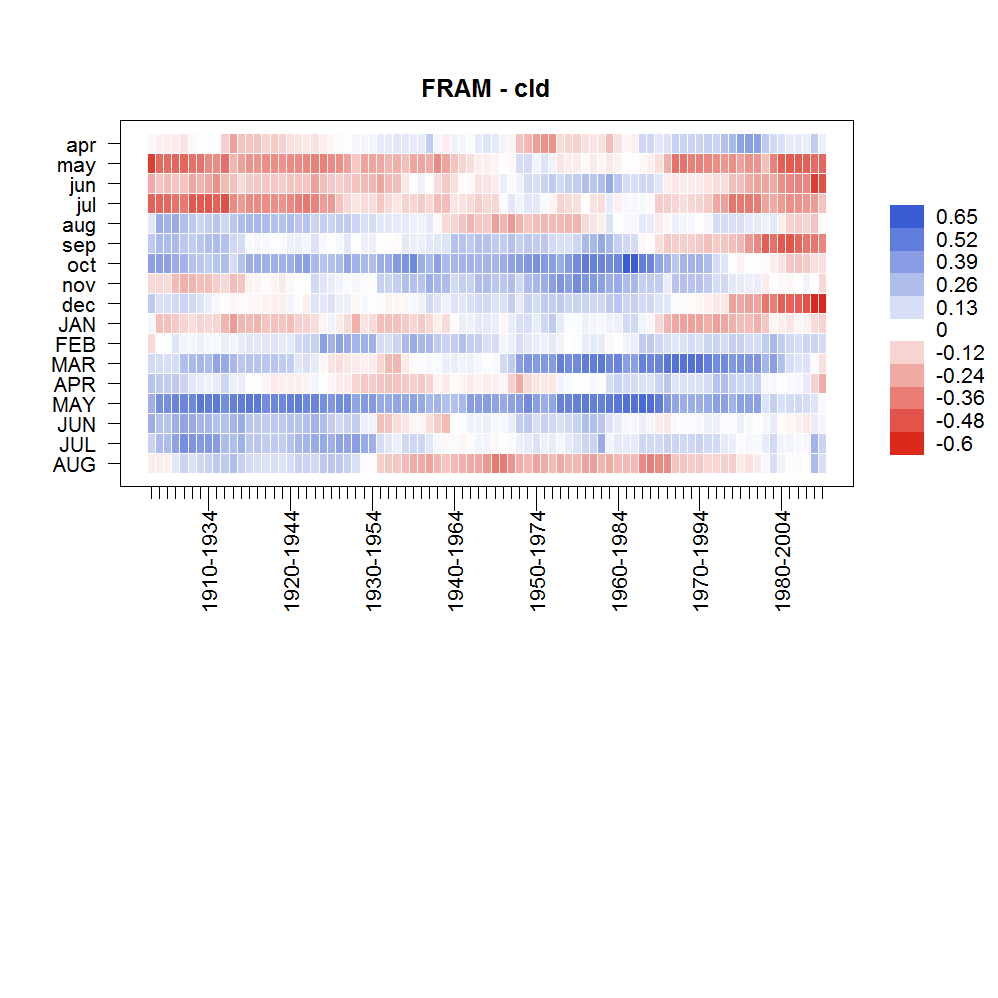 FRAM - cld
apr
may
jun
jul
aug
sep
oct
nov
dec
JAN
FEB
MAR
APR
MAY
JUN
JUL
AUG
0.65
0.52
0.39
0.26
0.13
0
-0.12
-0.24
-0.36
-0.48
-0.6
1910-1934
1920-1944
1930-1954
1940-1964
1950-1974
1960-1984
1970-1994
1980-2004